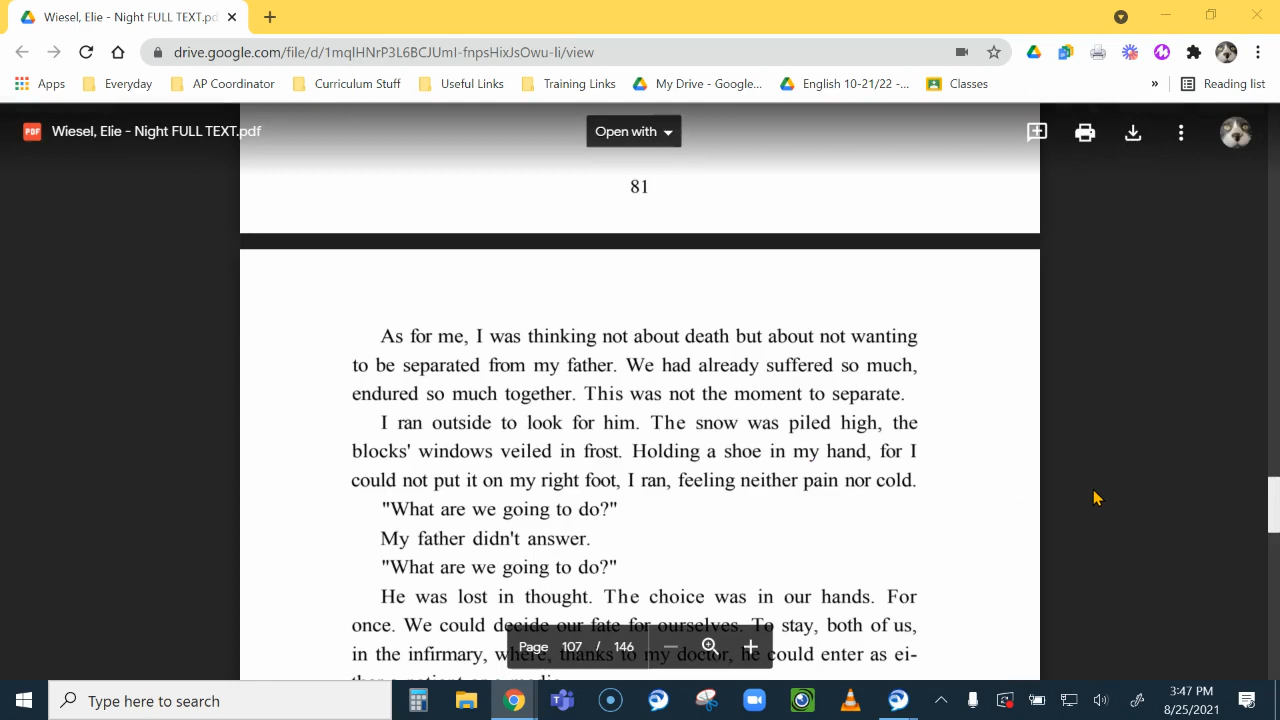 Wiesel, Elie - Night FULL TEXT.pd
drive.google.com/file/d/1mqIHNrP3L6BCJUmI-fnpsHixJsOwu-li/view
Apps Everyday AP Coordinator Curriculum Stuff Useful Links Training Links My Drive - Google... English 10-21/22 -... Classes » Reading list
PDF Wiesel, Elie - Night FULL TEXT.pdf Open with
81
As for me, I was thinking not about death but about not wanting
to be separated from my father. We had already suffered so much,
endured so much together. This was not the moment to separate.
I ran outside to look for him. The snow was piled high, the
blocks' windows veiled in frost. Holding a shoe in my hand, for I
could not put it on my right foot, I ran, feeling neither pain nor cold.
"What are we going to do?"
My father didn't answer.
"What are we going to do?"
He was lost in thought. The choice was in our hands. For
once. We could decide our fate for ourselves. To stay, both of us,
in the infirmary, where, thanks to my doctor, he could enter as ei-
Page 107 / 146
Type here to search
3:47 PM
8/25/2021